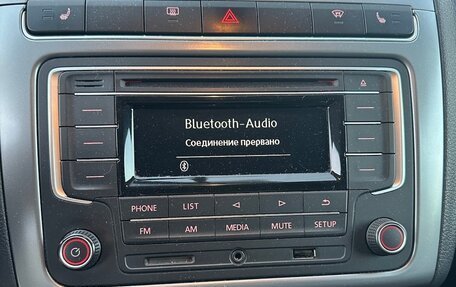 Bluetooth-Audio
Соединение прервано
PHONE LIST
FM AM MEDIA MUTE SETUP